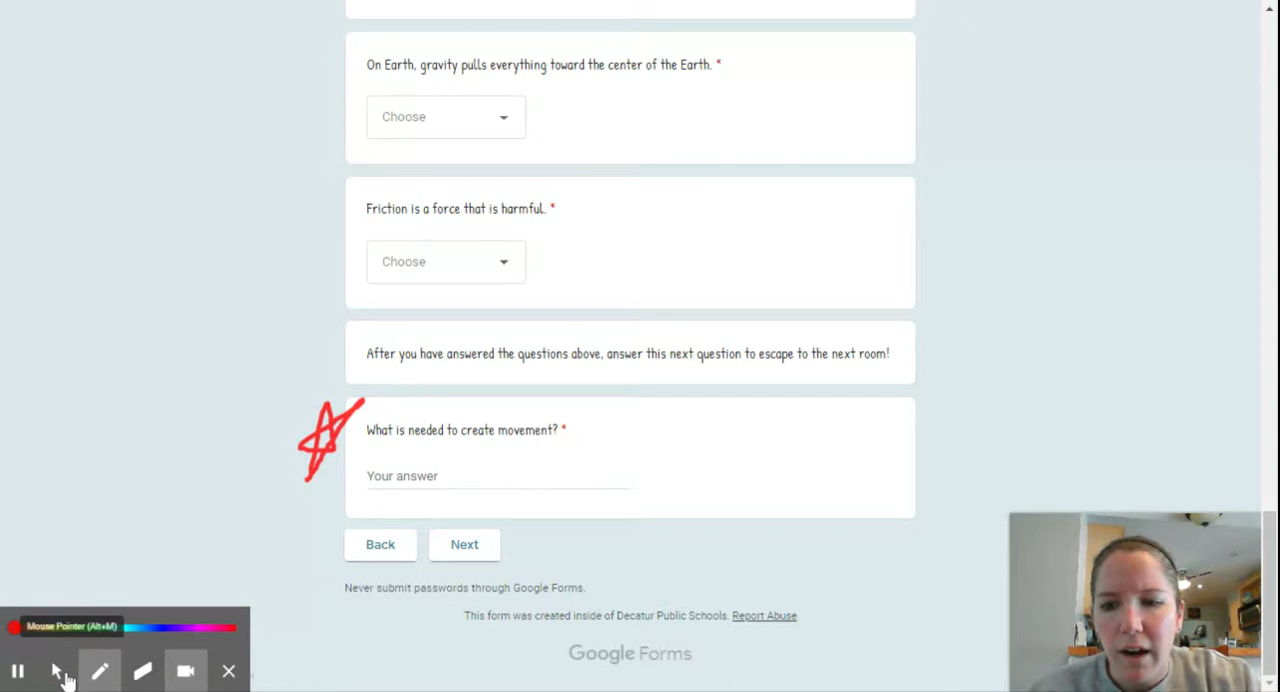 On Earth, gravity pulls everything toward the center of the Earth. *
Choose
Friction is a force that is harmful. *
Choose
After you have answered the questions above, answer this next question to escape to the next room!
What is needed to create movement? *
Your answer
Back Next
Never submit passwords through Google Forms.
This form was created inside of Decatur Public Schools. Report Abuse
Google Forms
Mouse Pointer (Alt+M)